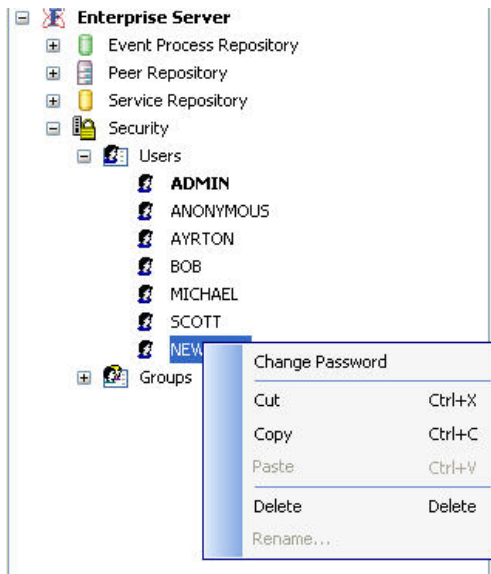 Enterprise Server
Event Process Repository
Peer Repository
Service Repository
Security
Users
ADMIN
ANONYMOUS
AYRTON
BOB
MICHAEL
SCOTT
NEW
Groups
Change Password
Cut Ctrl+X
Copy Ctrl+C
Paste Ctrl+V
Delete Delete
Rename...